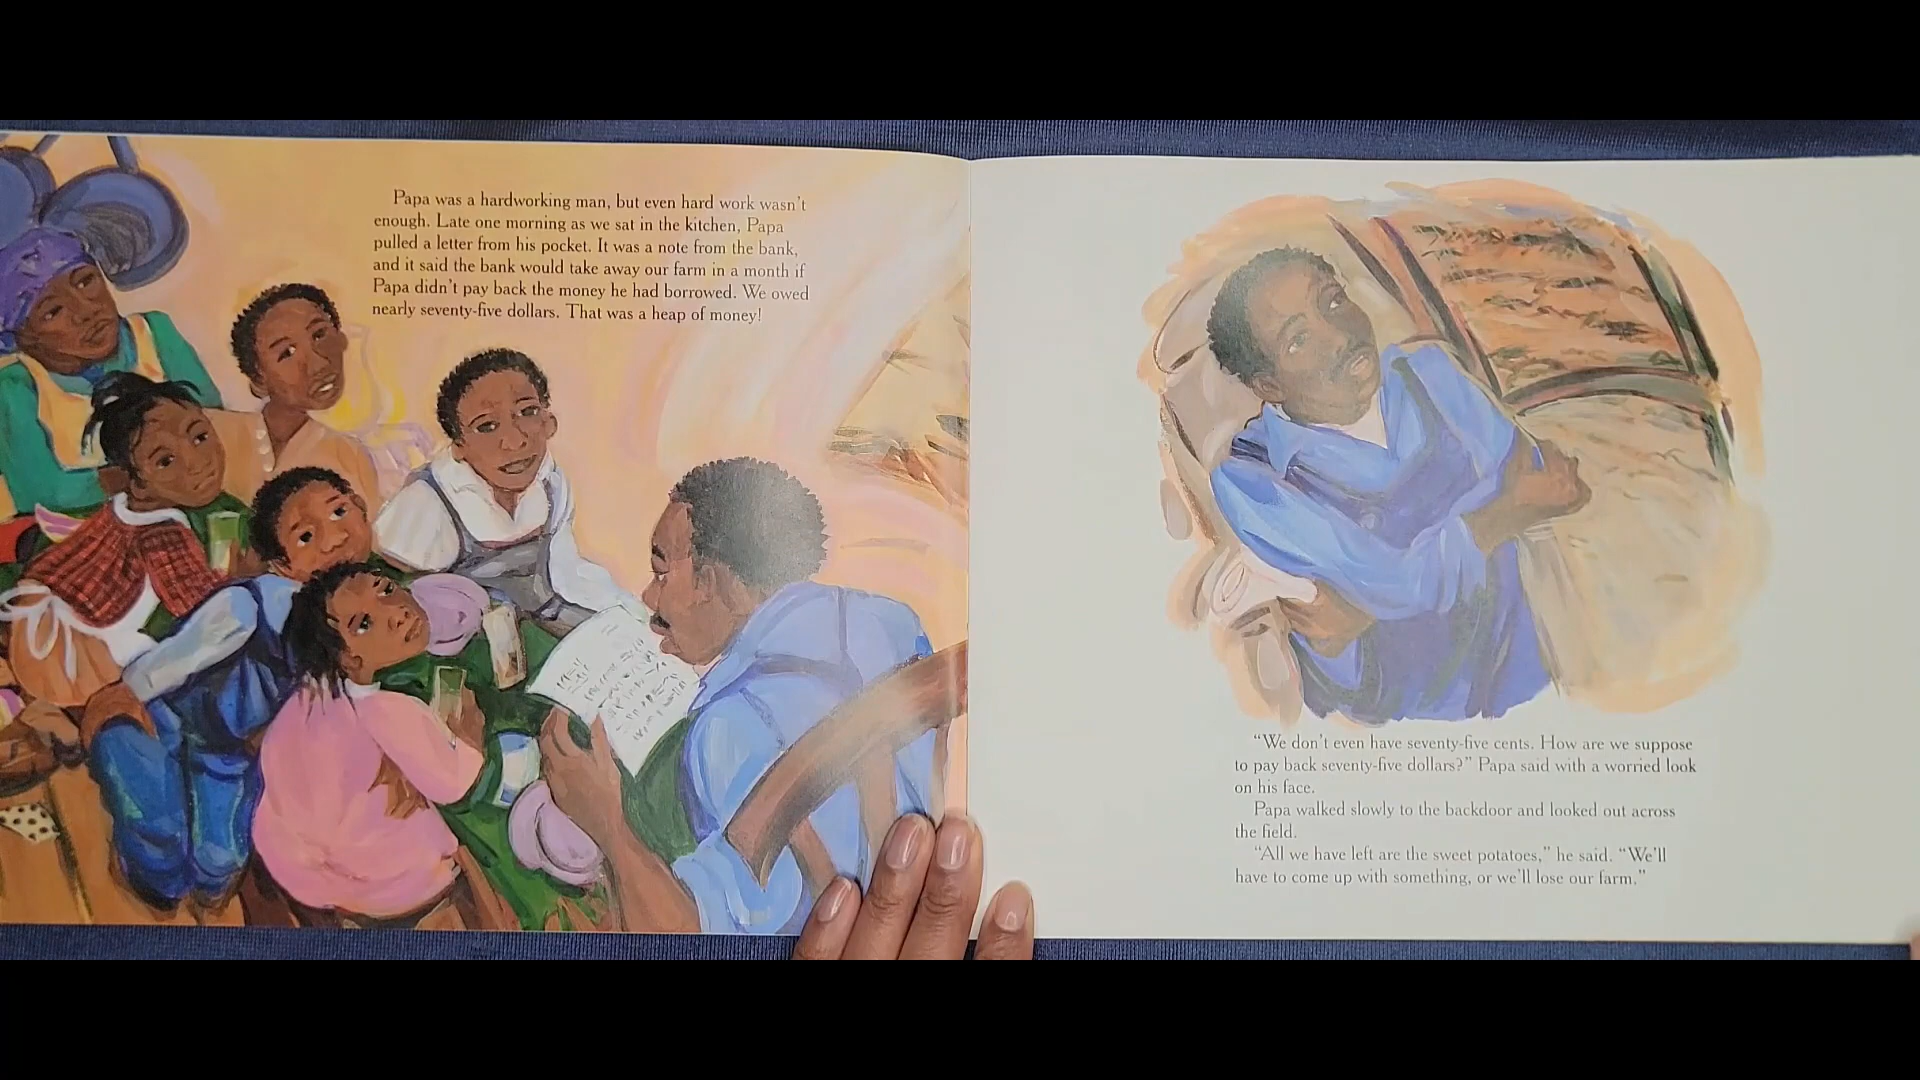 Papa was a hardworking man, but even hard work wasn't
enough. Late one morning as we sat in the kitchen, Papa
pulled a letter from his pocket. It was a note from the bank,
and it said the bank would take away our farm in a month if
Papa didn't pay back the money he had borrowed. We owed
nearly seventy-five dollars. That was a heap of money!
"We don't even have seventy-five cents. How are we suppose
to pay back seventy-five dollars?" Papa said with a worried look
on his face.
Papa walked slowly to the backdoor and looked out across
the field.
"All we have left are the sweet potatoes," he said. "We'll
have to come up with something, or we'll lose our farm."